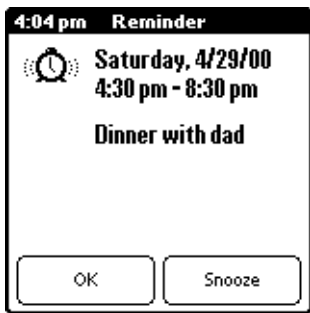 4:04 pm Reminder
Saturday, 4/29/00
4:30 pm - 8:30 pm
Dinner with dad
OK Snooze